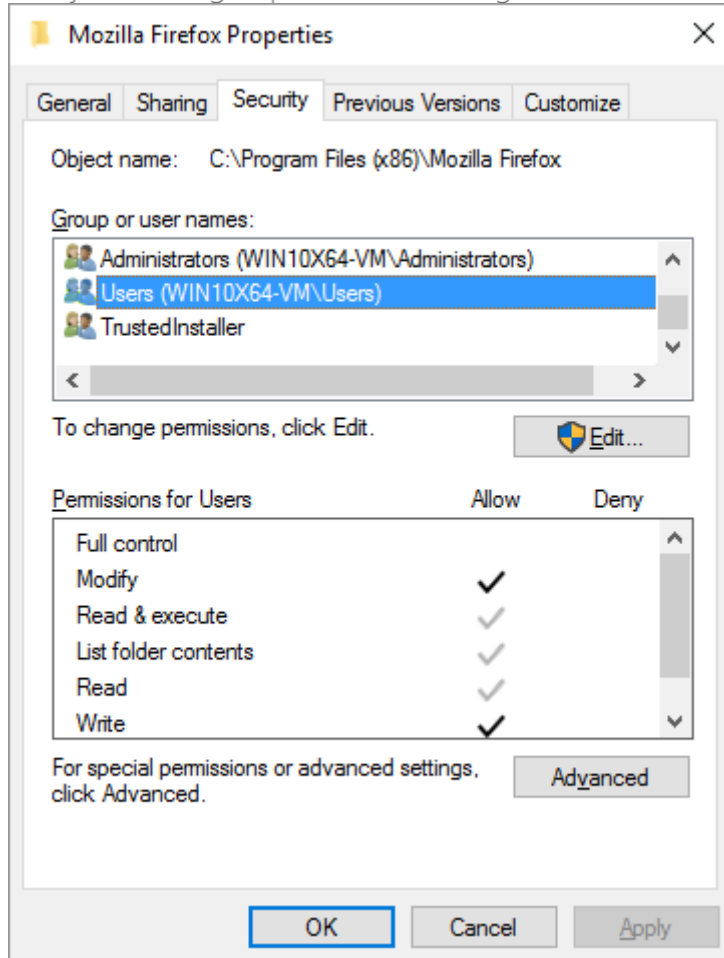 Mozilla Firefox Properties
General Sharing Security Previous Versions Customize
Object name: C:\Program Files (x86)\Mozilla Firefox
Group or user names:
Administrators (WIN10X64-VM\Administrators)
Users (WIN10X64-VM\Users)
TrustedInstaller
To change permissions, click Edit.
Edit...
Permissions for Users Allow Deny
Full control
Modify
Read & execute
List folder contents
Read
Write
For special permissions or advanced settings,
click Advanced.
Advanced
OK Cancel Apply